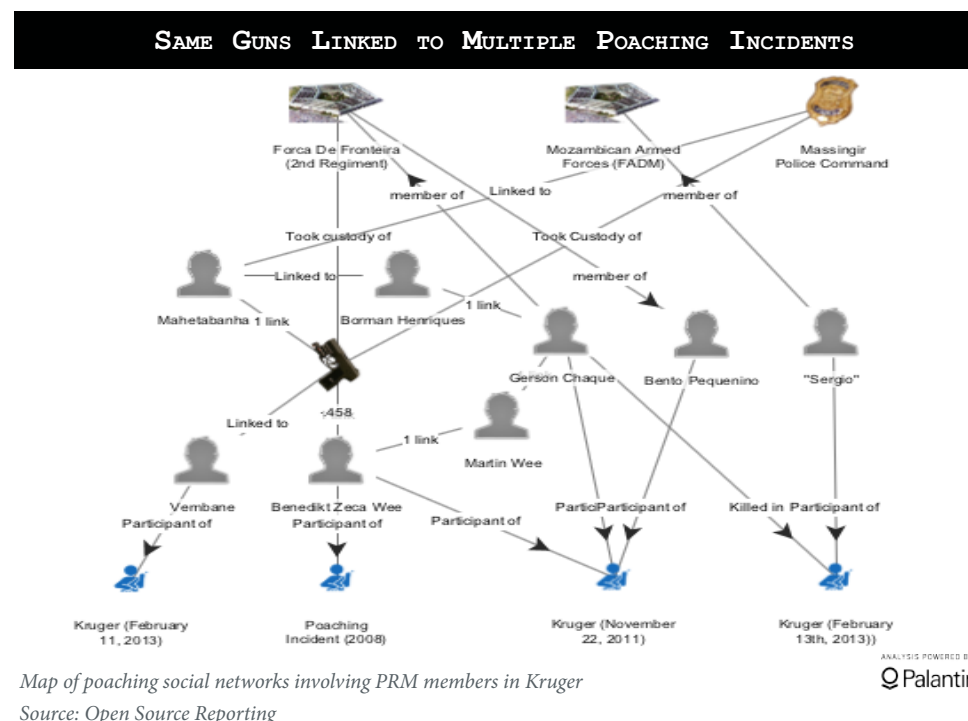 SAME GUNS LINKED TO MULTIPLE POACHING INCIDENTS
Forca De Fronteira
(2nd Regiment)
Mozambican Armed
Forces (FADM)
Massingir
Police Command
member of
Linked to
member of
Took custody of
Took Custody of
Linked to
member of
Mahetabanha
1 link
Borman Henriques
1 link
Gerson Chaque
Bento Pequenino
"Sergio"
.458
Linked to
1 link
Martin Wee
Vembane
Participant of
Benedikt Zeca Wee
Participant of
Participant of
Partici
Participant of
Killed in
Participant of
Kruger (February
11, 2013)
Poaching
Incident (2008)
Kruger (November
22, 2011)
Kruger (February
13th, 2013))
ANALYSIS POWERED B
Palantin
Map of poaching social networks involving PRM members in Kruger
Source: Open Source Reporting